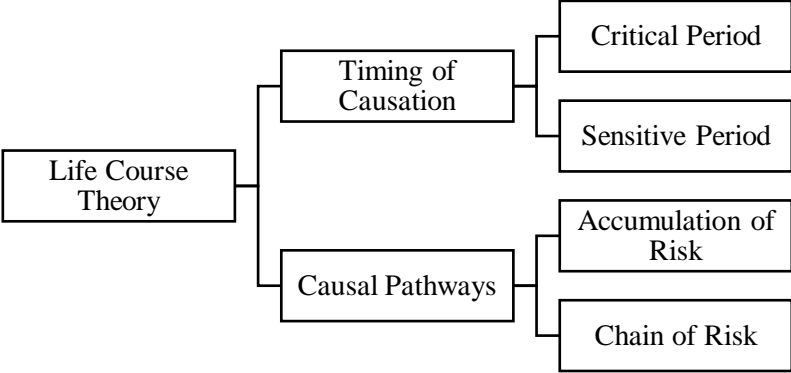 Life Course
Theory
Timing of
Causation
Critical Period
Sensitive Period
Causal Pathways
Accumulation of
Risk
Chain of Risk